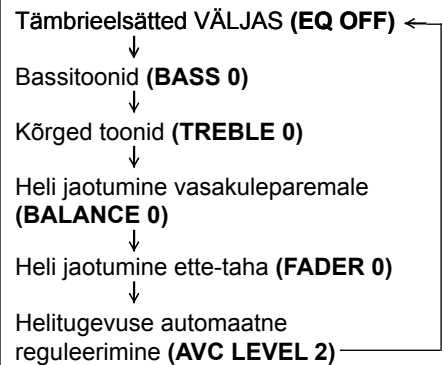 Tämbrieelsätted VÄLJAS (EQ OFF)
Bassitoonid (BASS 0)
Kõrged toonid (TREBLE 0)
Heli jaotumine vasakuleparemale
(BALANCE 0)
Heli jaotumine ette-taha (FADER 0)
Helitugevuse automaatne
reguleerimine (AVC LEVEL 2)